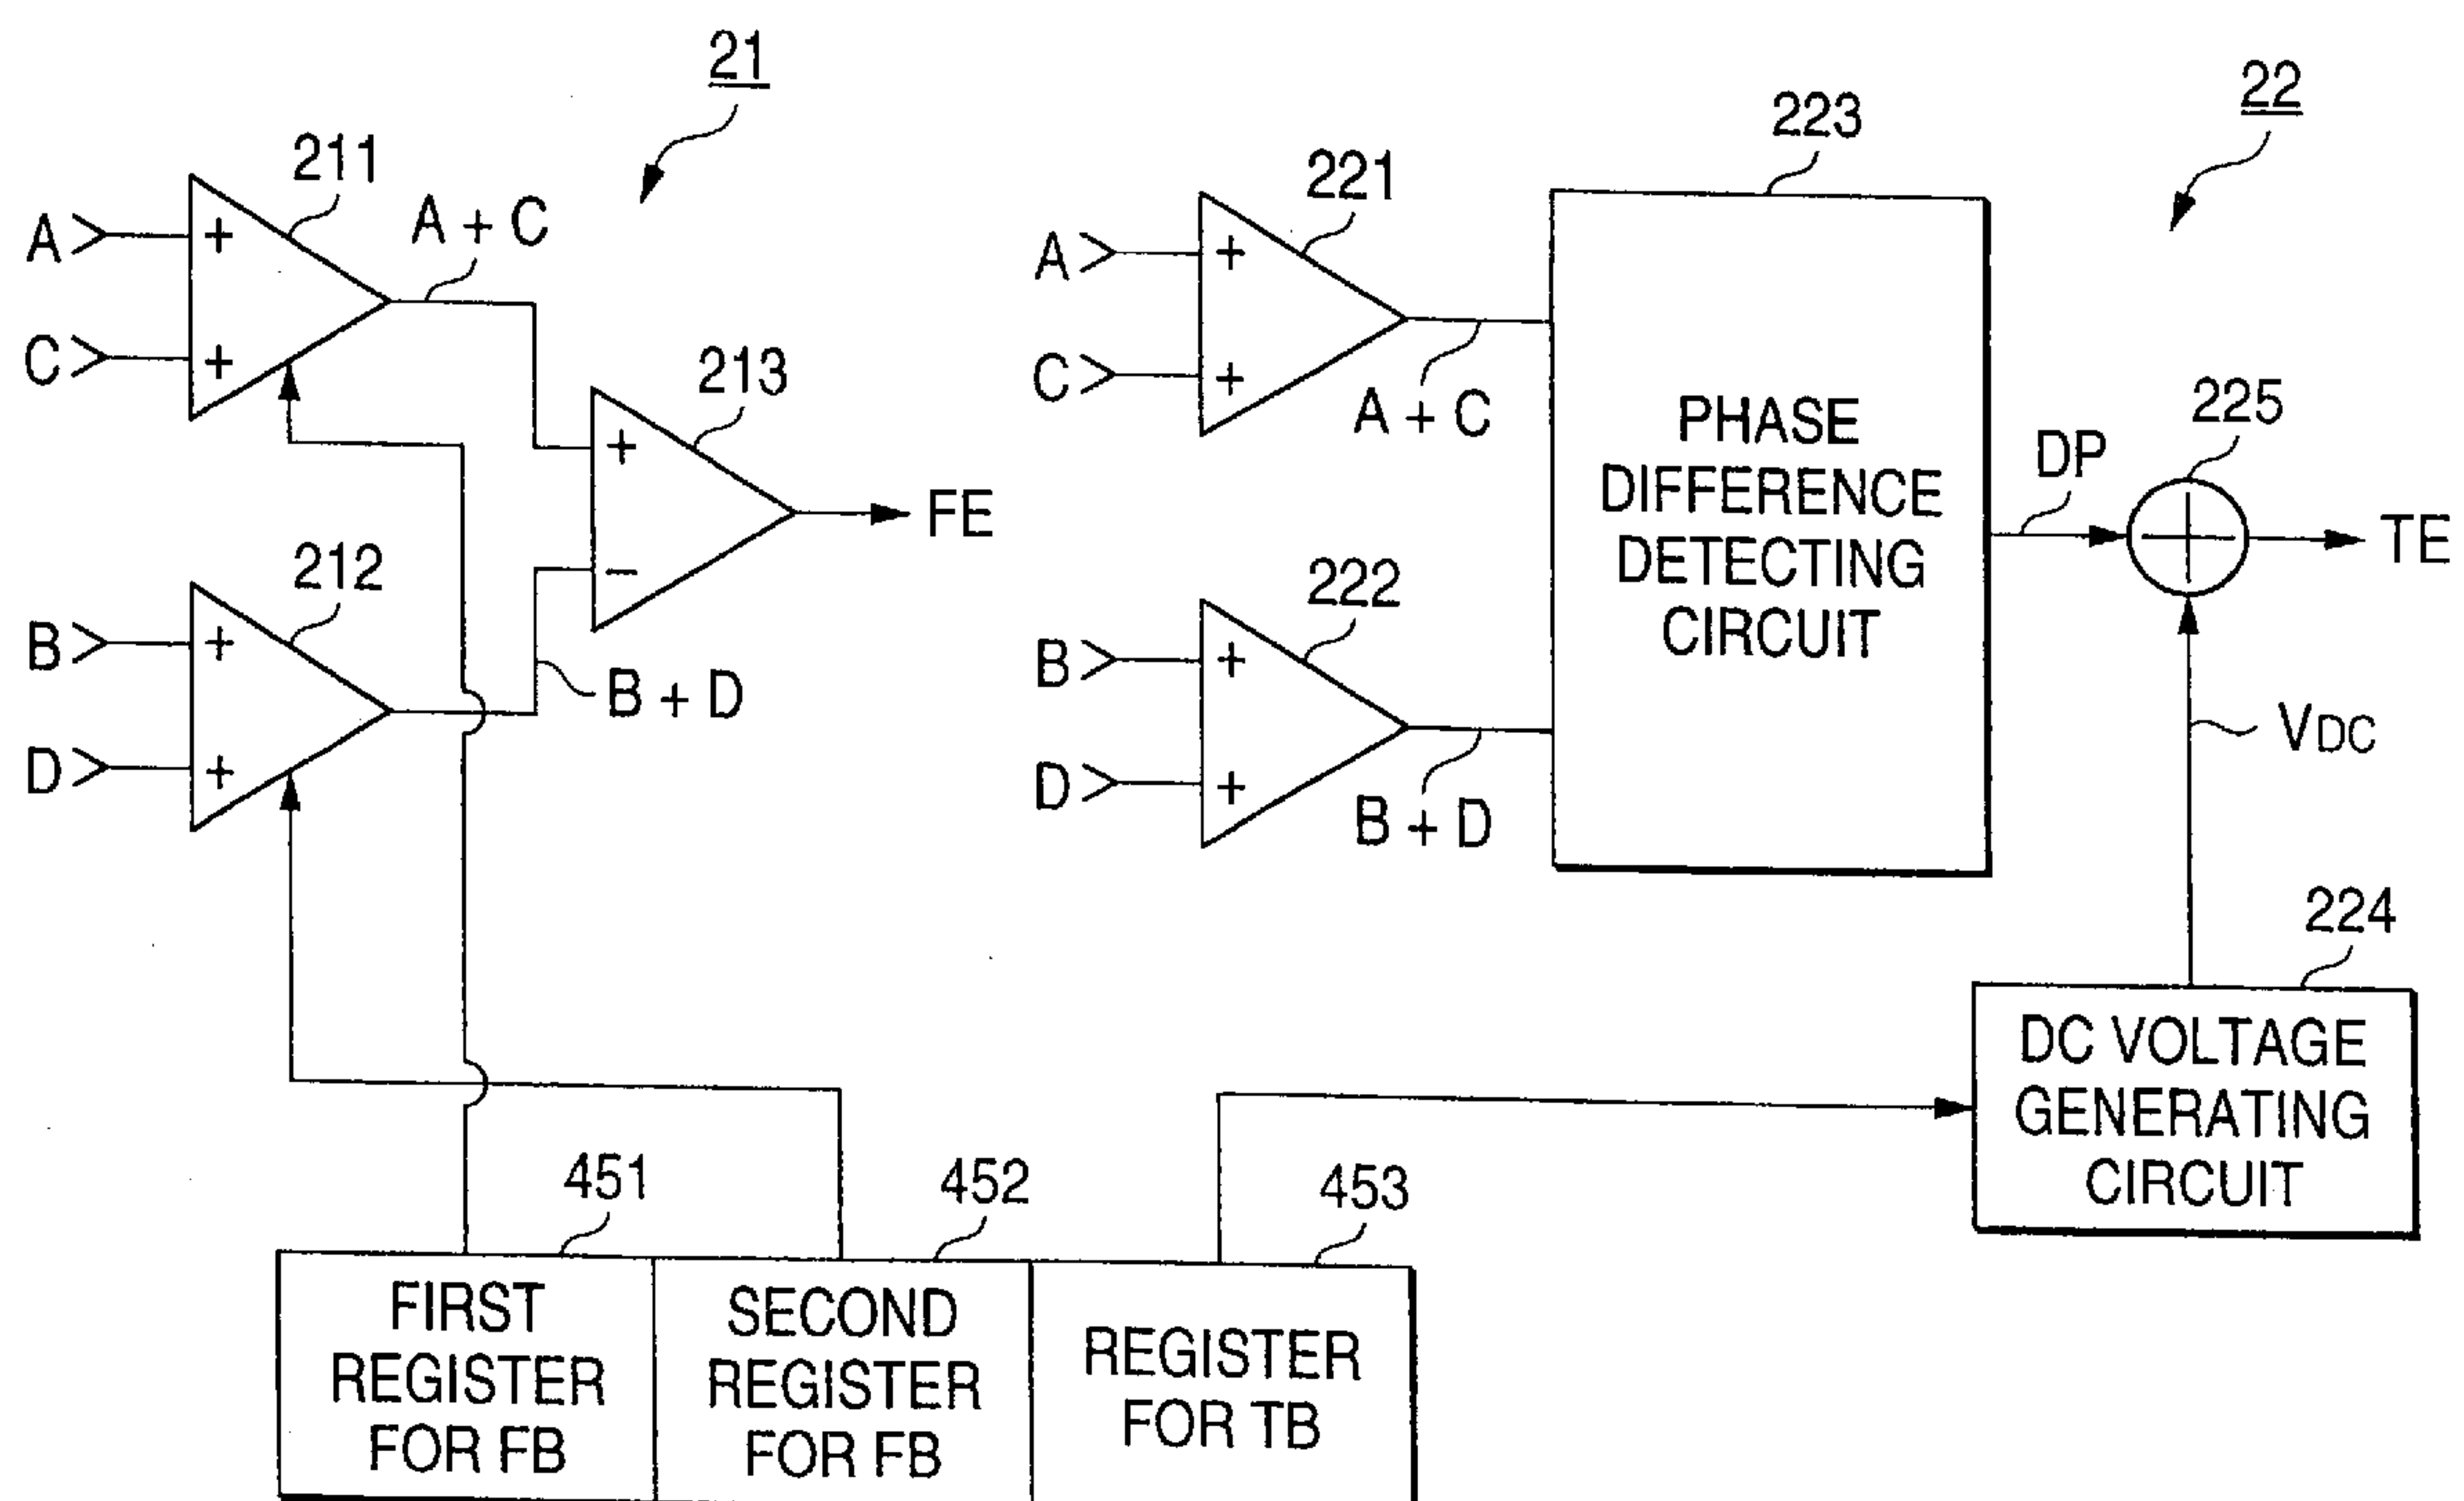 21
22
211
A + C
A
+
C
+
213
+
−
FE
212
B
+
D
+
B + D
221
A
+
C
+
A + C
222
B
+
D
+
B + D
223
PHASE
DIFFERENCE
DETECTING
CIRCUIT
DP
225
TE
VDC
224
DC VOLTAGE
GENERATING
CIRCUIT
451
FIRST
REGISTER
FOR FB
452
SECOND
REGISTER
FOR FB
453
REGISTER
FOR TB